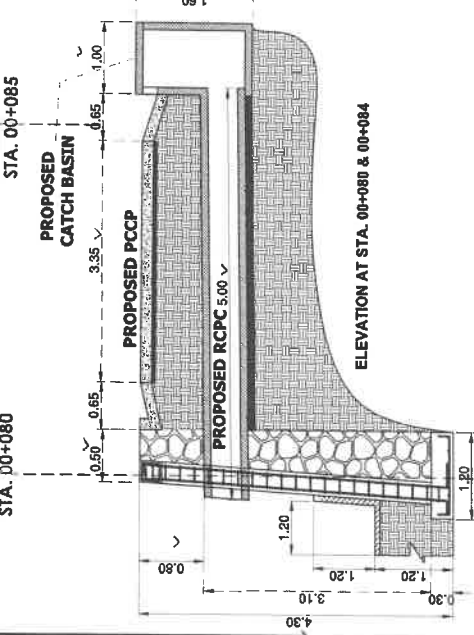 1.60
STA. 00+085
STA. 00+080
PROPOSED
CATCH BASIN
0.50
0.65
3.35
0.65
1.00
PROPOSED PCCP
PROPOSED RCPC 5.00
ELEVATION AT STA. 00+080 & 00+084
0.80
1.20
1.20
1.20
3.10
0.30
4.30
1.20